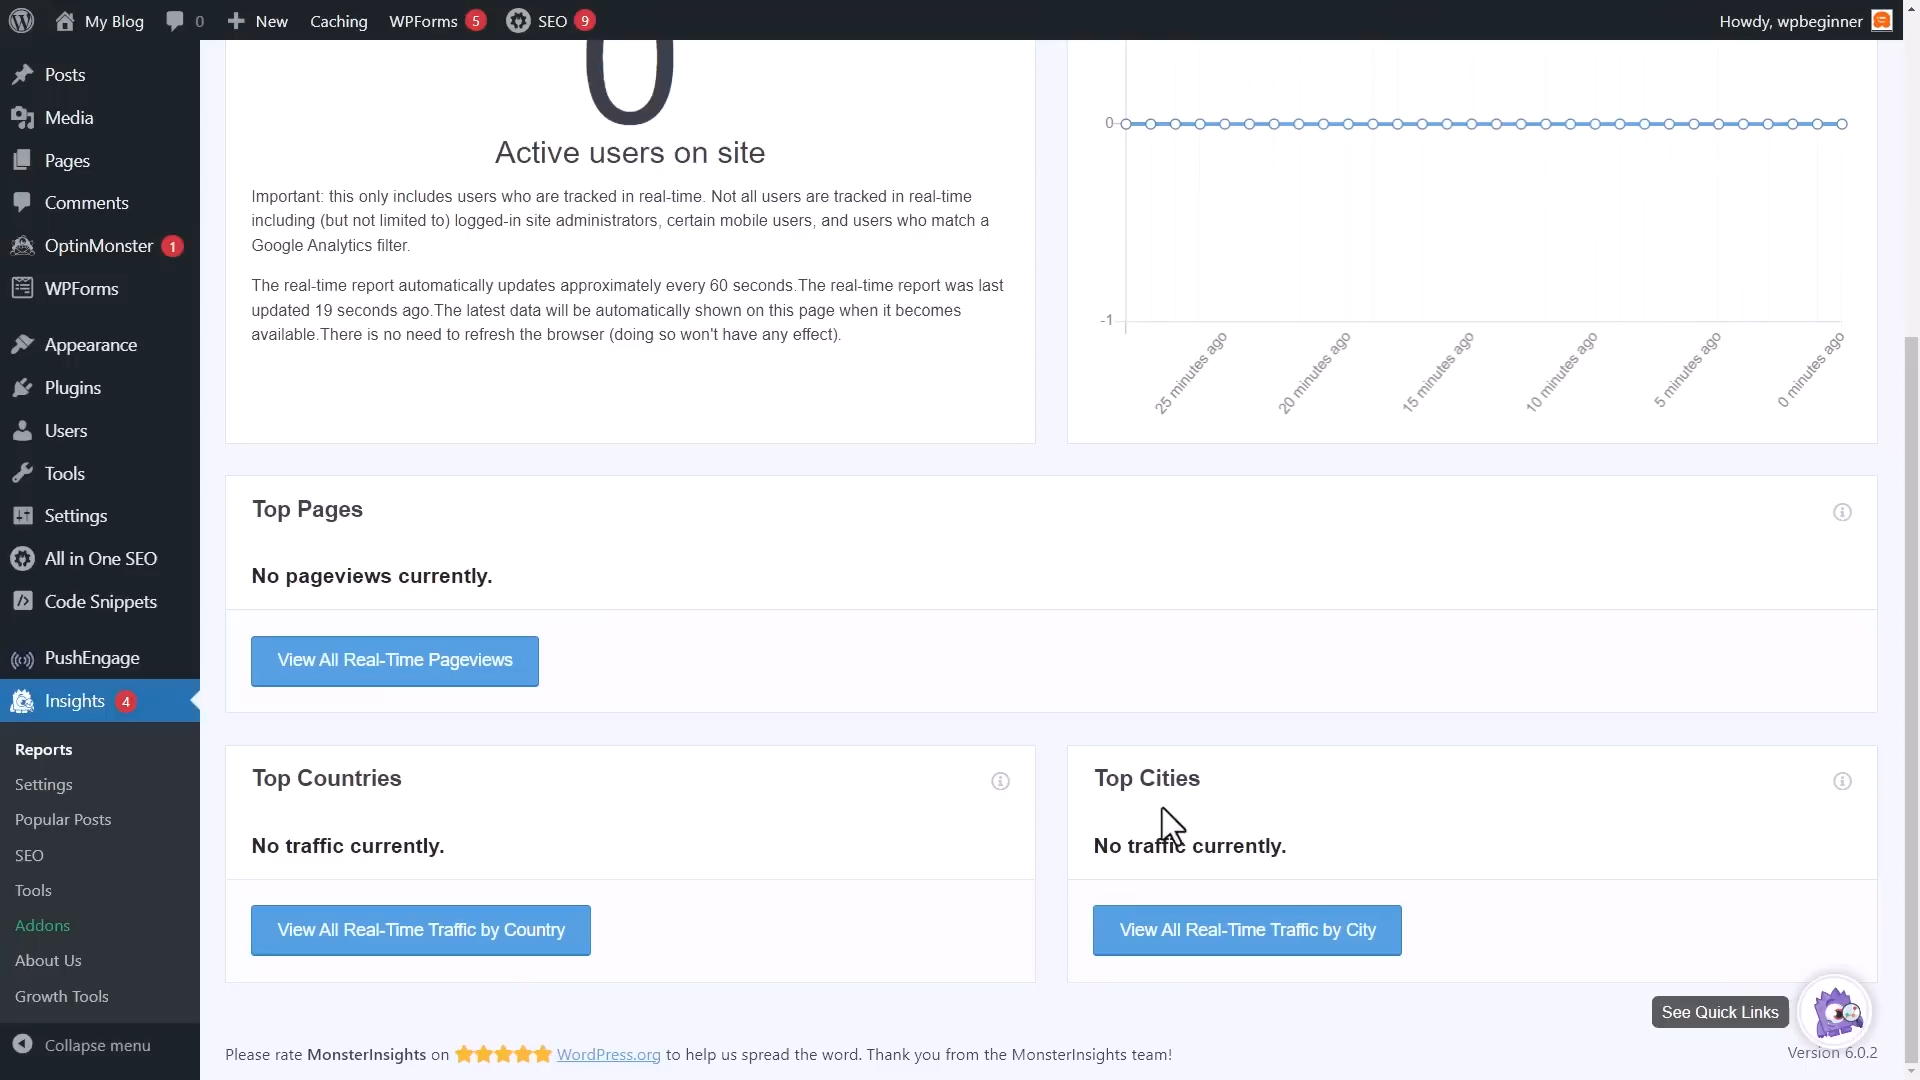 My Blog
0
New
Caching
WPForms 5
SEO 9
Howdy, wpbeginner
Posts
Media
Pages
Comments
OptinMonster 1
WPForms
Appearance
Plugins
Users
Tools
Settings
All in One SEO
Code Snippets
PushEngage
Insights 4
Reports
Settings
Popular Posts
SEO
Tools
Addons
About Us
Growth Tools
Collapse menu
0
Active users on site
Important: this only includes users who are tracked in real-time. Not all users are tracked in real-time
including (but not limited to) logged-in site administrators, certain mobile users, and users who match a
Google Analytics filter.
The real-time report automatically updates approximately every 60 seconds.The real-time report was last
updated 19 seconds ago.The latest data will be automatically shown on this page when it becomes
available.There is no need to refresh the browser (doing so won't have any effect).
0
-1
25 minutes ago
20 minutes ago
15 minutes ago
10 minutes ago
5 minutes ago
0 minutes ago
Top Pages
No pageviews currently.
View All Real-Time Pageviews
Top Countries
No traffic currently.
View All Real-Time Traffic by Country
Top Cities
No traffic currently.
View All Real-Time Traffic by City
See Quick Links
Please rate MonsterInsights on WordPress.org to help us spread the word. Thank you from the MonsterInsights team!
Version 6.0.2